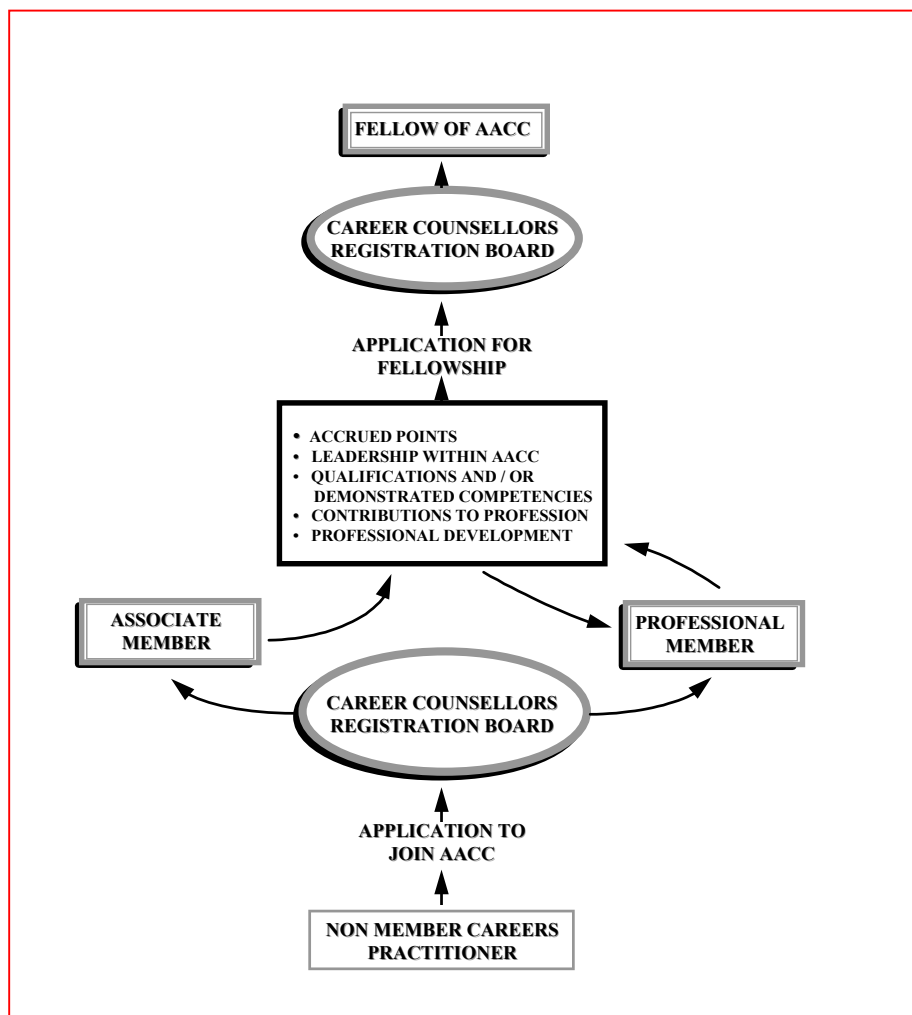 FELLOW OF AACC
CAREER COUNSELLORS
REGISTRATION BOARD
APPLICATION FOR
FELLOWSHIP
• ACCRUED POINTS
• LEADERSHIP WITHIN AACC
• QUALIFICATIONS AND / OR
DEMONSTRATED COMPETENCIES
• CONTRIBUTIONS TO PROFESSION
• PROFESSIONAL DEVELOPMENT
ASSOCIATE
MEMBER
PROFESSIONAL
MEMBER
CAREER COUNSELLORS
REGISTRATION BOARD
APPLICATION TO
JOIN AACC
NON MEMBER CAREERS
PRACTITIONER